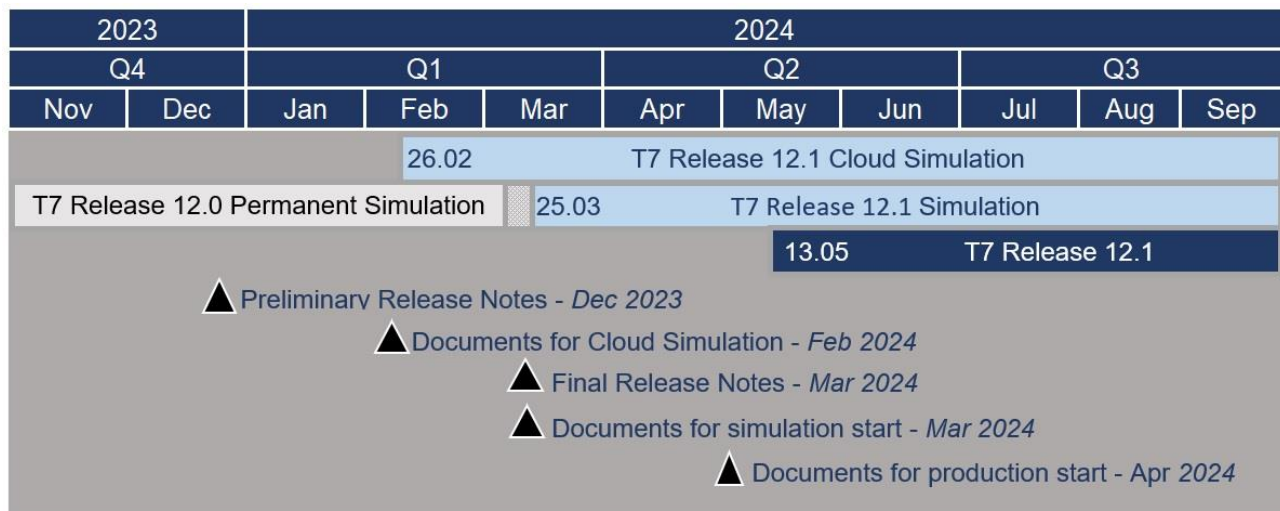 2023 2024
Q4 Q1 Q2 Q3
Nov Dec Jan Feb Mar Apr May Jun Jul Aug Sep
26.02 T7 Release 12.1 Cloud Simulation
T7 Release 12.0 Permanent Simulation 25.03 T7 Release 12.1 Simulation
13.05 T7 Release 12.1
Preliminary Release Notes - Dec 2023
Documents for Cloud Simulation - Feb 2024
Final Release Notes - Mar 2024
Documents for simulation start - Mar 2024
Documents for production start - Apr 2024